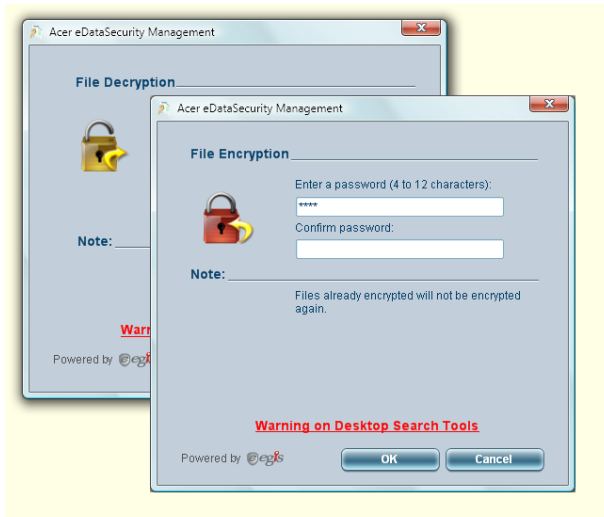 Acer eDataSecurity Management
File Decryption
Note:
Powered by egis
Acer eDataSecurity Management
File Encryption
Enter a password (4 to 12 characters):
****
Confirm password:
Note:
Files already encrypted will not be encrypted
again.
Warning on Desktop Search Tools
Powered by egis
OK
Cancel